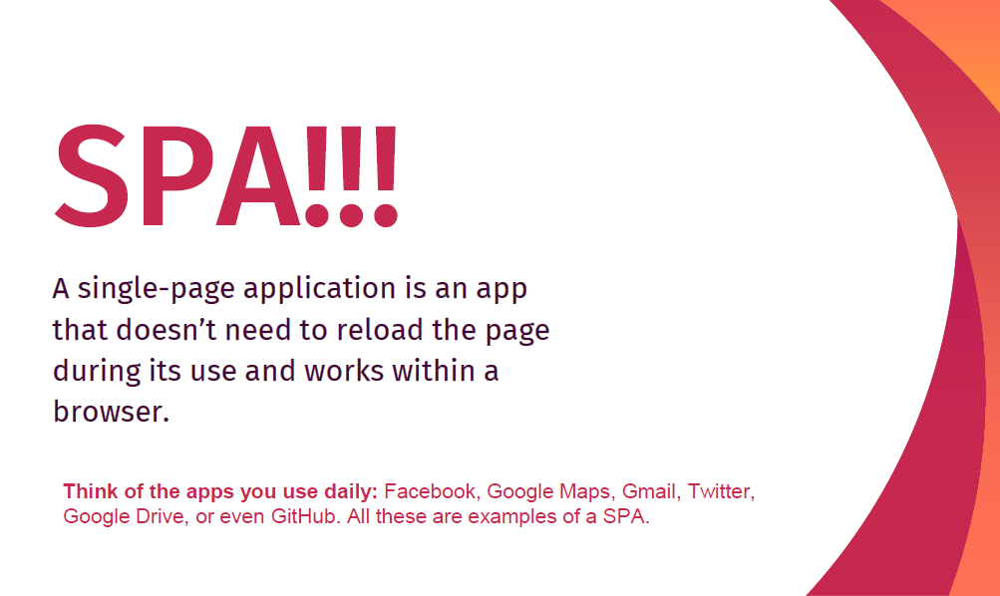 SPA!!!
A single-page application is an app
that doesn’t need to reload the page
during its use and works within a
browser.
Think of the apps you use daily: Facebook, Google Maps, Gmail, Twitter,
Google Drive, or even GitHub. All these are examples of a SPA.